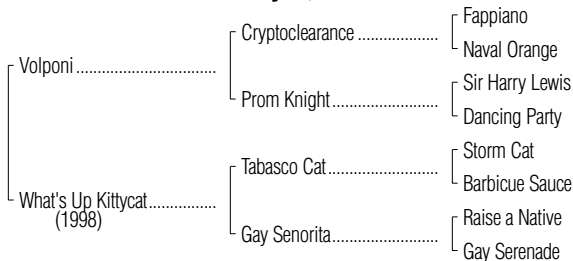 Fappiano
Cryptoclearance ..................
Naval Orange
Volponi ................................
Sir Harry Lewis
Prom Knight........................
Dancing Party
Storm Cat
Tabasco Cat.........................
Barbicue Sauce
What's Up Kittycat...............
(1998)
Raise a Native
Gay Senorita........................
Gay Serenade